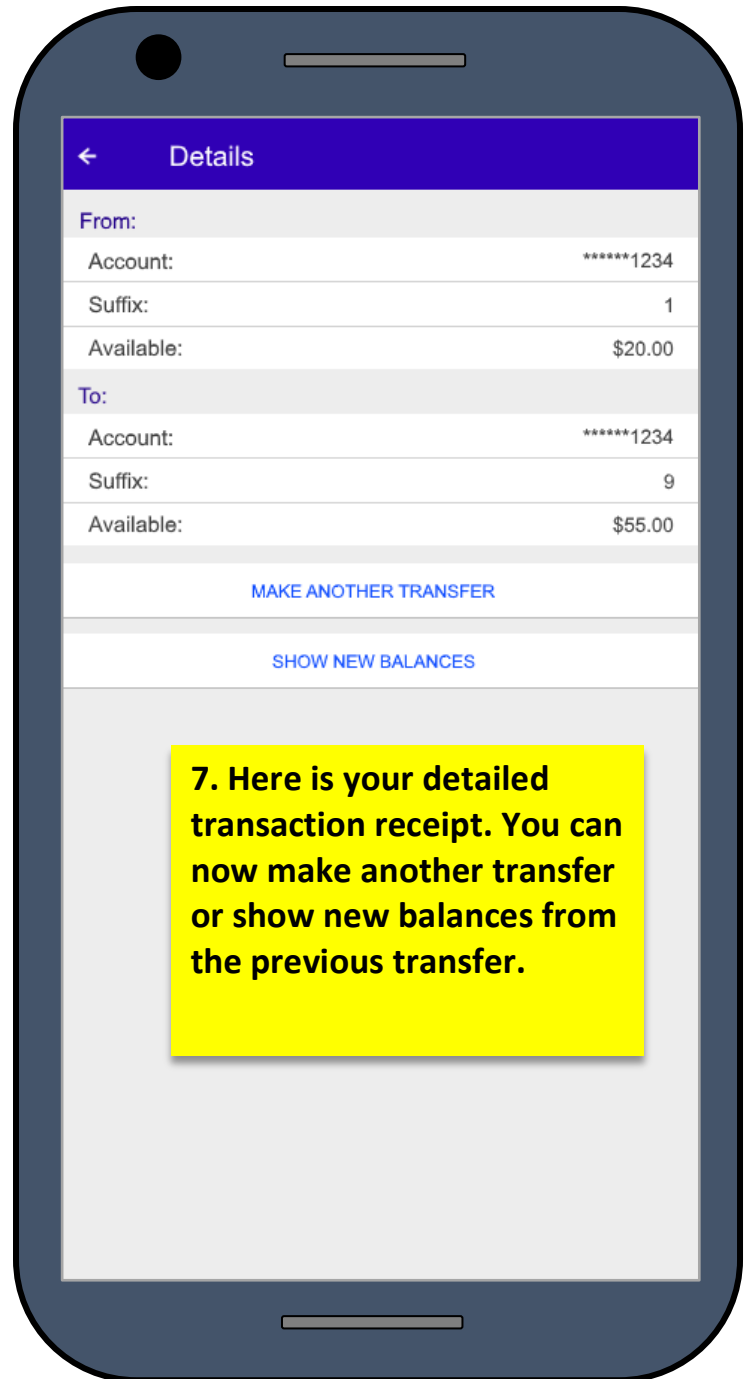 Details
From:
Account: ******1234
Suffix: 1
Available: $20.00
To:
Account: ******1234
Suffix: 9
Available: $55.00
MAKE ANOTHER TRANSFER
SHOW NEW BALANCES
7. Here is your detailed
transaction receipt. You can
now make another transfer
or show new balances from
the previous transfer.